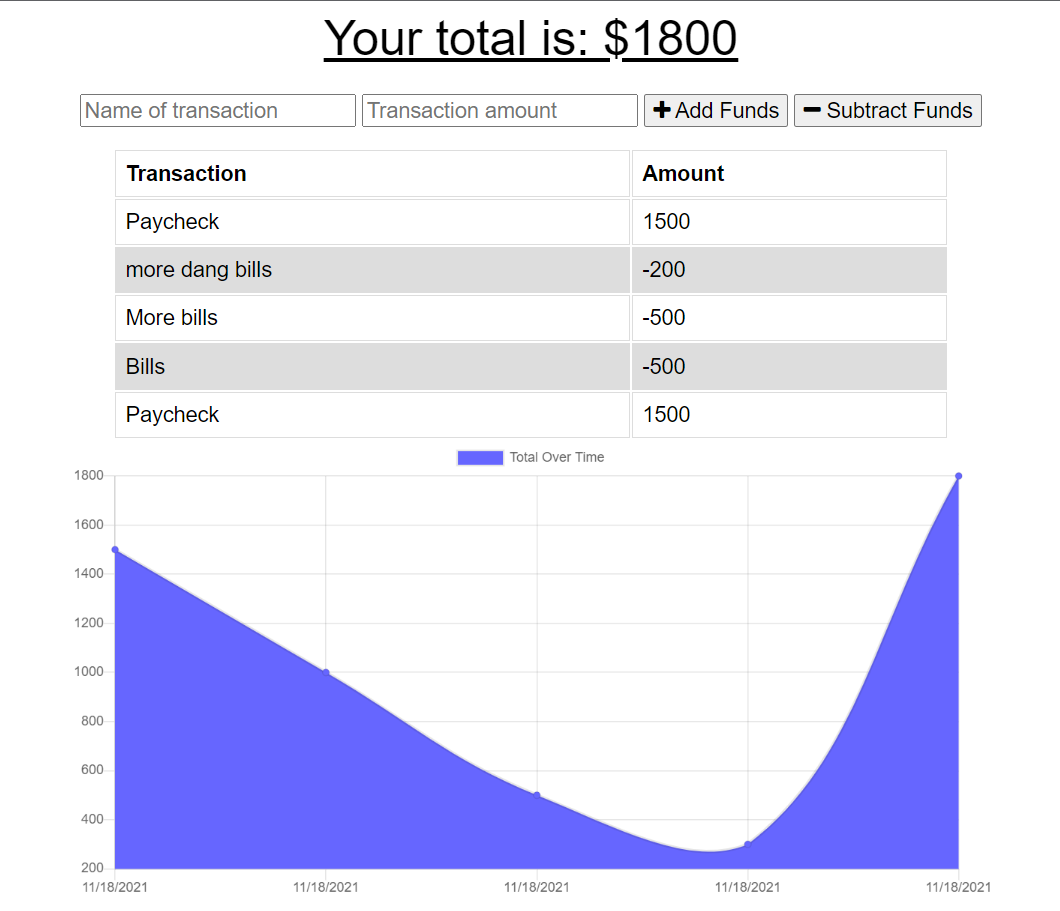 Your total is: $1800
Name of transaction Transaction amount Add Funds Subtract Funds
Transaction Amount
Paycheck 1500
more dang bills -200
More bills -500
Bills -500
Paycheck 1500
Total Over Time
1800
1600
1400
1200
1000
800
600
400
200
11/18/2021 11/18/2021 11/18/2021 11/18/2021 11/18/2021